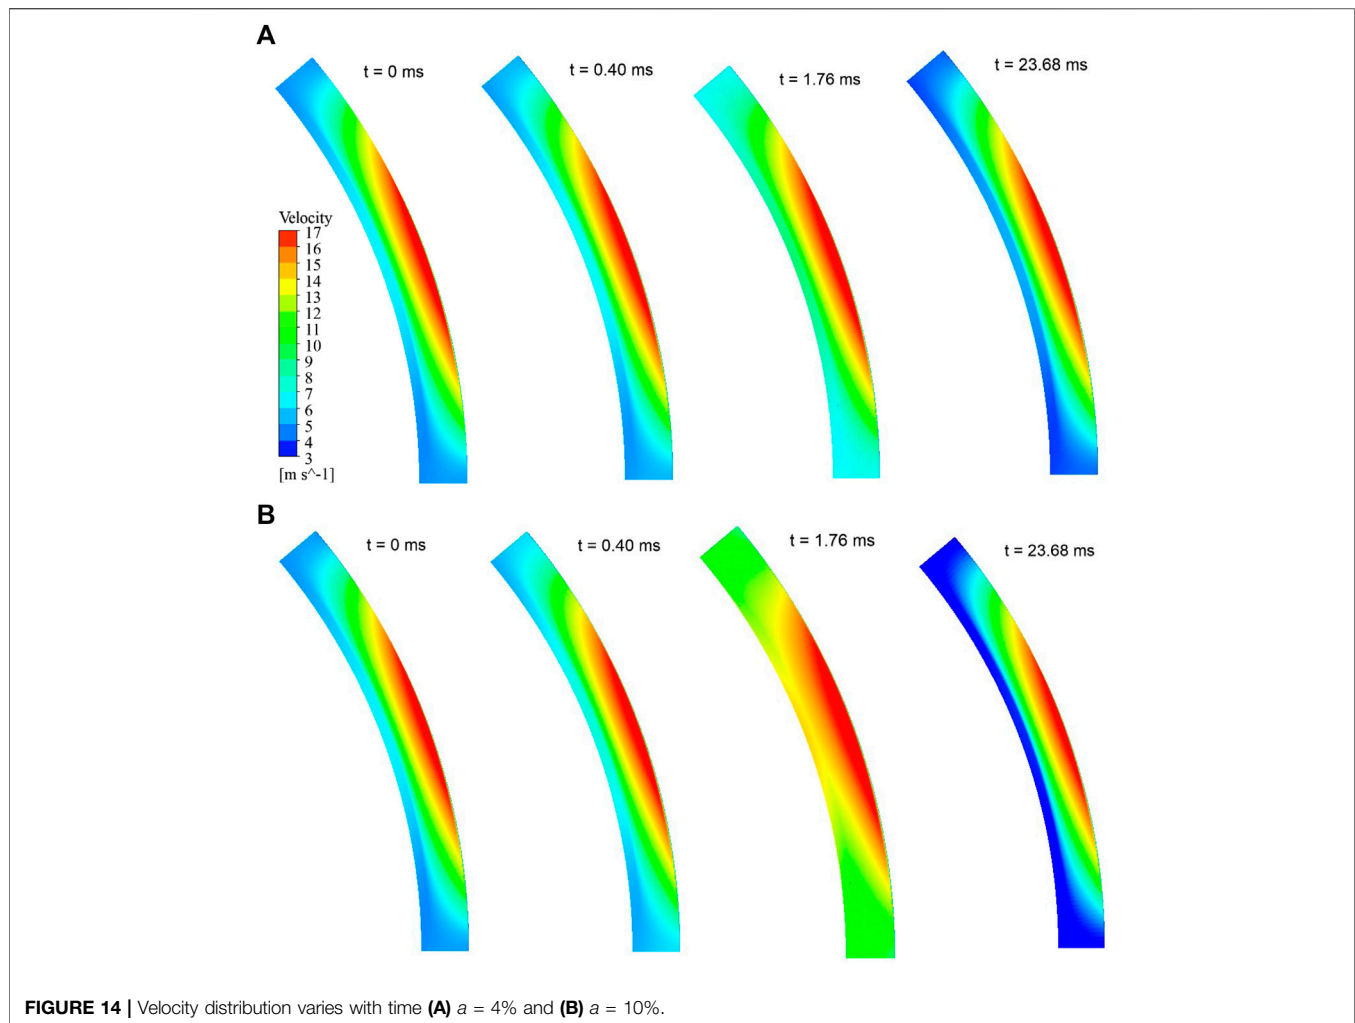 A
t = 0 ms
t = 0.40 ms
t = 1.76 ms
t = 23.68 ms
Velocity
17
16
15
14
13
12
11
10
9
8
7
6
5
4
3
[m s^-1]
B
t = 0 ms
t = 0.40 ms
t = 1.76 ms
t = 23.68 ms
FIGURE 14 | Velocity distribution varies with time (A) a = 4% and (B) a = 10%.